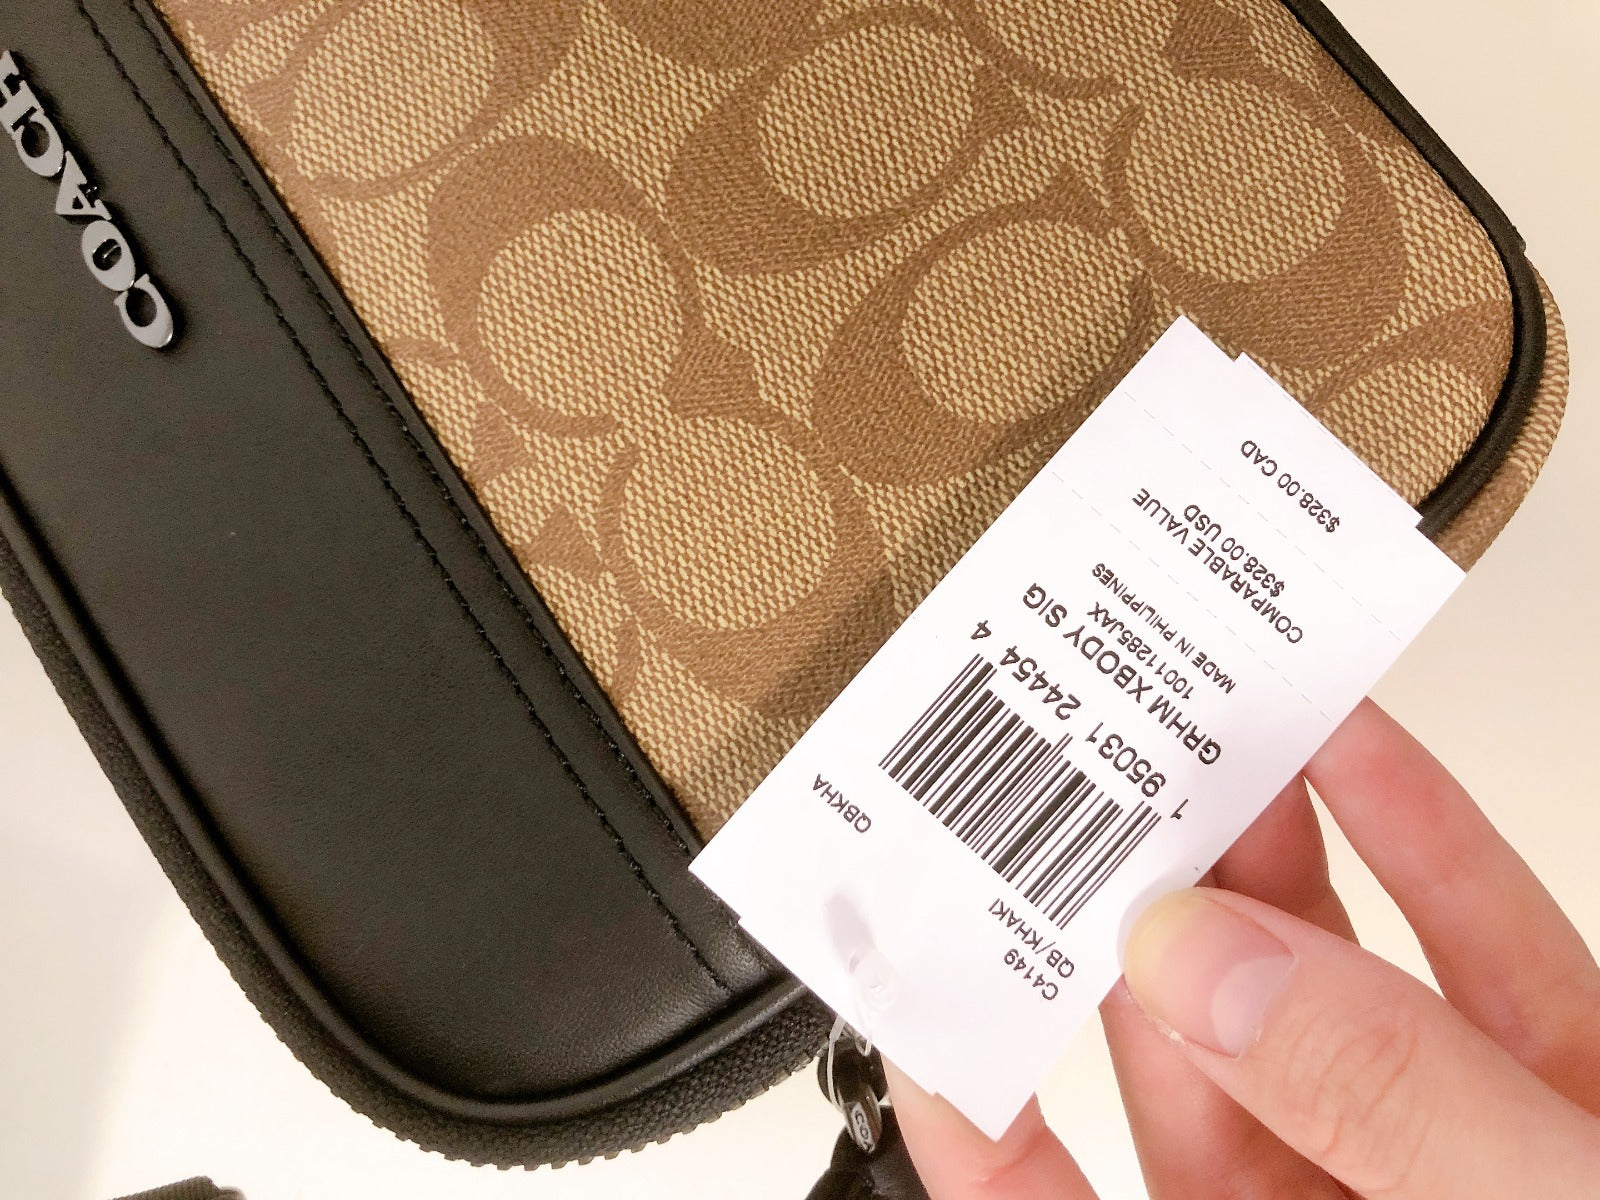 COACH
C4149
QB/KHAKI
QBKHA
1 95031 24454 4
GRHM XBODY SIG
10011285JAX
MADE IN PHILIPPINES
COMPARABLE VALUE
$328.00 USD
$328.00 CAD